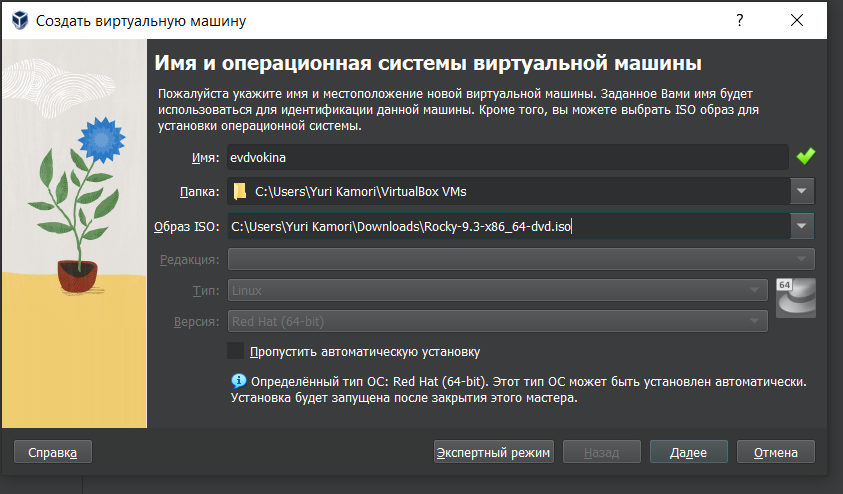 Создать виртуальную машину
?
Имя и операционная системы виртуальной машины
Пожалуйста укажите имя и местоположение новой виртуальной машины. Заданное Вами имя будет
использоваться для идентификации данной машины. Кроме того, вы можете выбрать ISO образ для
установки операционной системы.
Имя: evdvokina
Папка: C:\Users\Yuri Kamori\VirtualBox VMs
Образ ISO: C:\Users\Yuri Kamori\Downloads\Rocky-9.3-x86_64-dvd.iso
Редакция:
Тип: Linux
64
Версия: Red Hat (64-bit)
Пропустить автоматическую установку
Определённый тип ОС: Red Hat (64-bit). Этот тип ОС может быть установлен автоматически.
Установка будет запущена после закрытия этого мастера.
Справка Экспертный режим Назад Далее Отмена